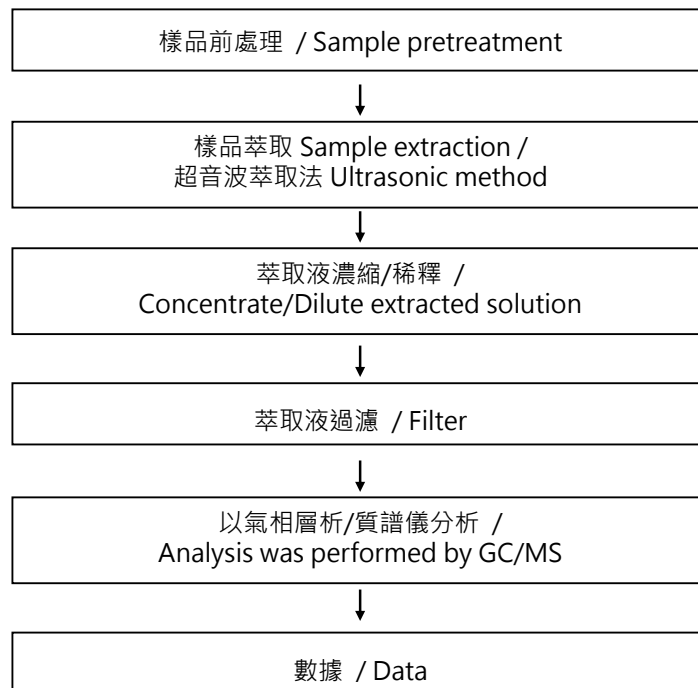 樣品前處理 / Sample pretreatment
樣品萃取 Sample extraction /
超音波萃取法 Ultrasonic method
萃取液濃縮/稀釋 /
Concentrate/Dilute extracted solution
萃取液過濾 / Filter
以氣相層析/質譜儀分析 /
Analysis was performed by GC/MS
數據 / Data